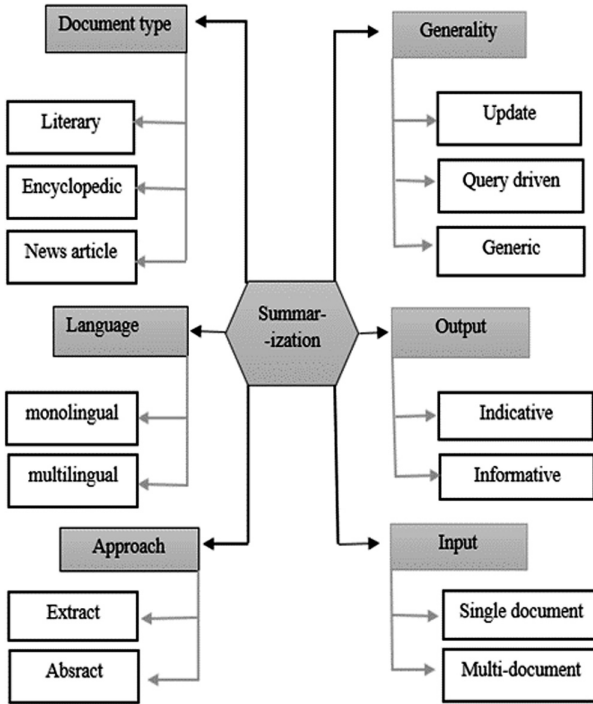 Document type
Literary
Encyclopedic
News article
Generality
Update
Query driven
Generic
Summar-
-ization
Language
monolingual
multilingual
Output
Indicative
Informative
Approach
Extract
Absract
Input
Single document
Multi-document